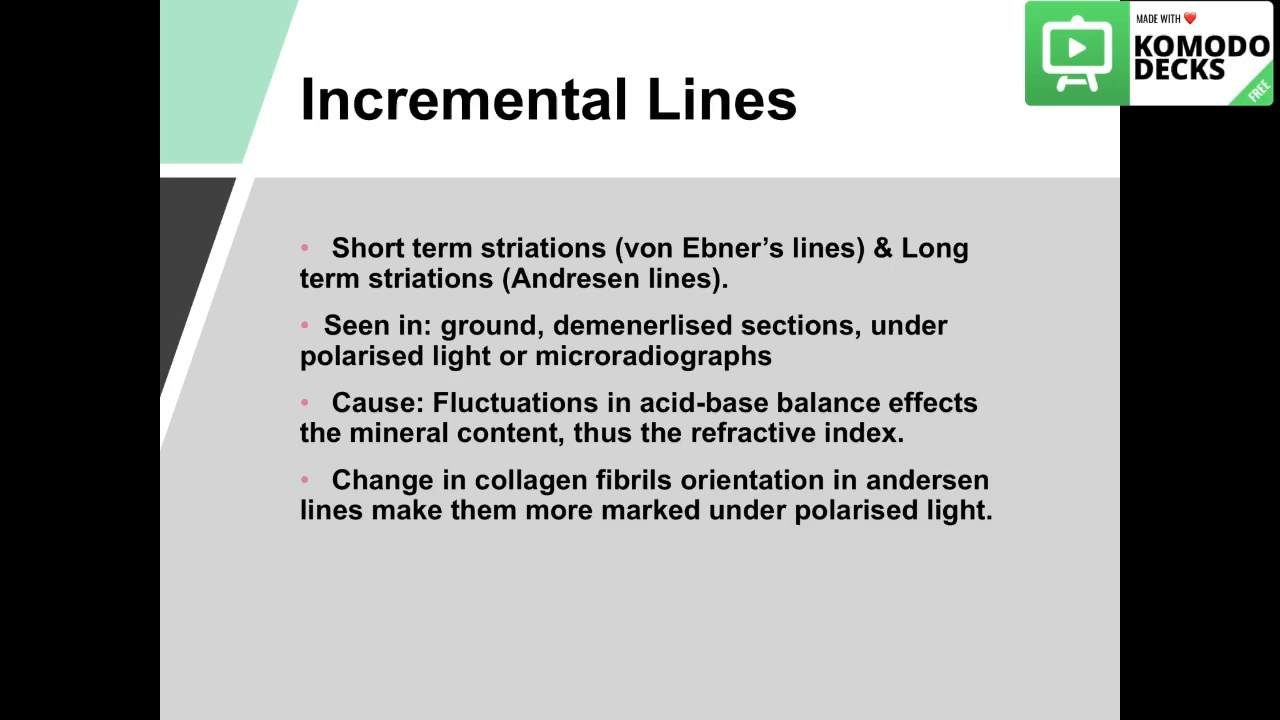 MADE WITH ❤️
KOMODO
DECKS
FREE
Incremental Lines
• Short term striations (von Ebner’s lines) & Long
term striations (Andresen lines).
• Seen in: ground, demenerlised sections, under
polarised light or microradiographs
• Cause: Fluctuations in acid-base balance effects
the mineral content, thus the refractive index.
• Change in collagen fibrils orientation in andersen
lines make them more marked under polarised light.